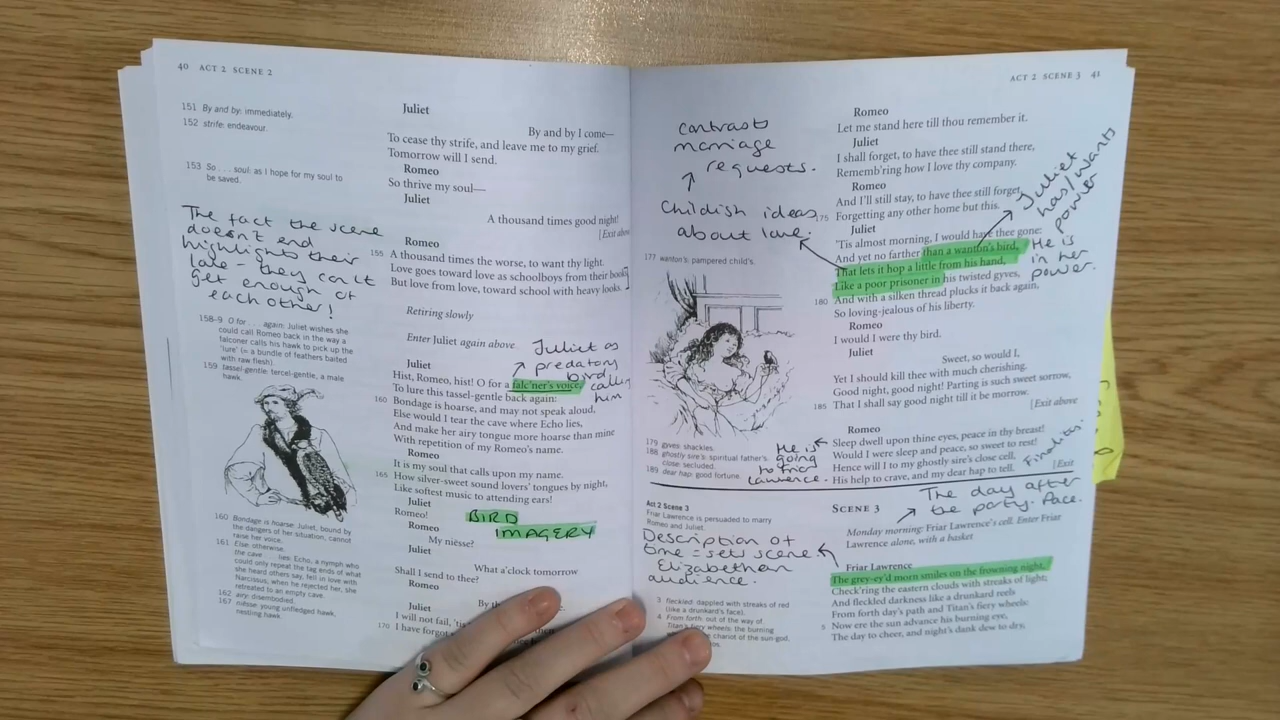 40 ACT 2 SCENE 2
151 By and by: immediately.
152 strife: endeavour.
153 So . . . soul: as I hope for my soul to
be saved.
The fact the scene
doesn't end
highlights their
love - they can't
get enough of
each other!
158-9 O for . . . again: Juliet wishes she
could call Romeo back in the way a
falconer calls his hawk to pick up the
'lure' (= a bundle of feathers baited
with raw flesh).
159 tassel-gentle: tercel-gentle, a male
hawk.
160 Bondage is hoarse: Juliet, bound by
the dangers of her situation, cannot
raise her voice.
161 Else: otherwise.
the cave . . . lies: Echo, a nymph who
could only repeat the tag ends of what
she heard others say, fell in love with
Narcissus; when he rejected her, she
retreated to an empty cave.
162 airy: disembodied.
167 niësse: young unfledged hawk,
nestling hawk.
Juliet
By and by I come—
To cease thy strife, and leave me to my grief.
Tomorrow will I send.
Romeo
So thrive my soul—
Juliet
A thousand times good night!
[Exit above
Romeo
155 A thousand times the worse, to want thy light.
Love goes toward love as schoolboys from their books,
But love from love, toward school with heavy looks.
Retiring slowly
Enter Juliet again above
Juliet as
predatory
bird
calling
him
Juliet
Hist, Romeo, hist! O for a falc'ner's voice,
To lure this tassel-gentle back again:
160 Bondage is hoarse, and may not speak aloud,
Else would I tear the cave where Echo lies,
And make her airy tongue more hoarse than mine
With repetition of my Romeo's name.
Romeo
It is my soul that calls upon my name.
165 How silver-sweet sound lovers' tongues by night,
Like softest music to attending ears!
Juliet
Romeo!
BIRD
IMAGERY
Romeo
My niësse?
Juliet
What a'clock tomorrow
Shall I send to thee?
Romeo
By th
Juliet
I will not fail, 'tis
170 I have forgot
ACT 2 SCENE 3 41
contrasts
marriage
requests.
Childish ideas
about love.
177 wanton's: pampered child's.
179 gyves: shackles.
188 ghostly sire's: spiritual father's.
close: secluded.
189 dear hap: good fortune.
He is
going
to friar
Lawrence.
Romeo
Let me stand here till thou remember it.
Juliet
I shall forget, to have thee still stand there,
Rememb'ring how I love thy company.
Romeo
And I'll still stay, to have thee still forget,
175 Forgetting any other home but this.
Juliet
'Tis almost morning, I would have thee gone:
And yet no farther than a wanton's bird,
That lets it hop a little from his hand,
Like a poor prisoner in his twisted gyves,
180 And with a silken thread plucks it back again,
So loving-jealous of his liberty.
Juliet
has/wants
power
He is
in her
power.
Romeo
I would I were thy bird.
Juliet
Sweet, so would I,
Yet I should kill thee with much cherishing.
Good night, good night! Parting is such sweet sorrow,
185 That I shall say good night till it be morrow.
[Exit above
Romeo
Sleep dwell upon thine eyes, peace in thy breast!
Would I were sleep and peace, so sweet to rest!
Hence will I to my ghostly sire's close cell,
His help to crave, and my dear hap to tell.
[Exit
Finality.
Act 2 Scene 3
Friar Lawrence is persuaded to marry
Romeo and Juliet.
Description of
time = sets scene.
Elizabethan
audience.
3 fleckled: dappled with streaks of red
(like a drunkard's face).
4 From forth: out of the way of.
Titan's fiery wheels: the burning
chariot of the sun-god,
SCENE 3
The day after
the party. Pace.
Monday morning: Friar Lawrence's cell. Enter Friar
Lawrence alone, with a basket
Friar Lawrence
The grey-ey'd morn smiles on the frowning night,
Check'ring the eastern clouds with streaks of light;
And fleckled darkness like a drunkard reels
From forth day's path and Titan's fiery wheels:
5 Now ere the sun advance his burning eye,
The day to cheer, and night's dank dew to dry,